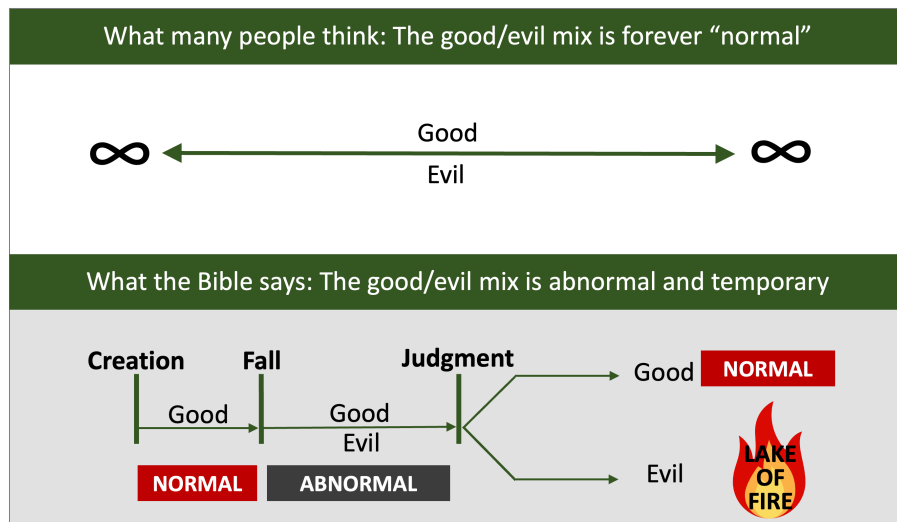 What many people think: The good/evil mix is forever “normal”
∞ Good ∞
Evil
What the Bible says: The good/evil mix is abnormal and temporary
Creation Fall Judgment
Good NORMAL
Good Good
Evil
LAKE
OF
FIRE
Evil
NORMAL ABNORMAL